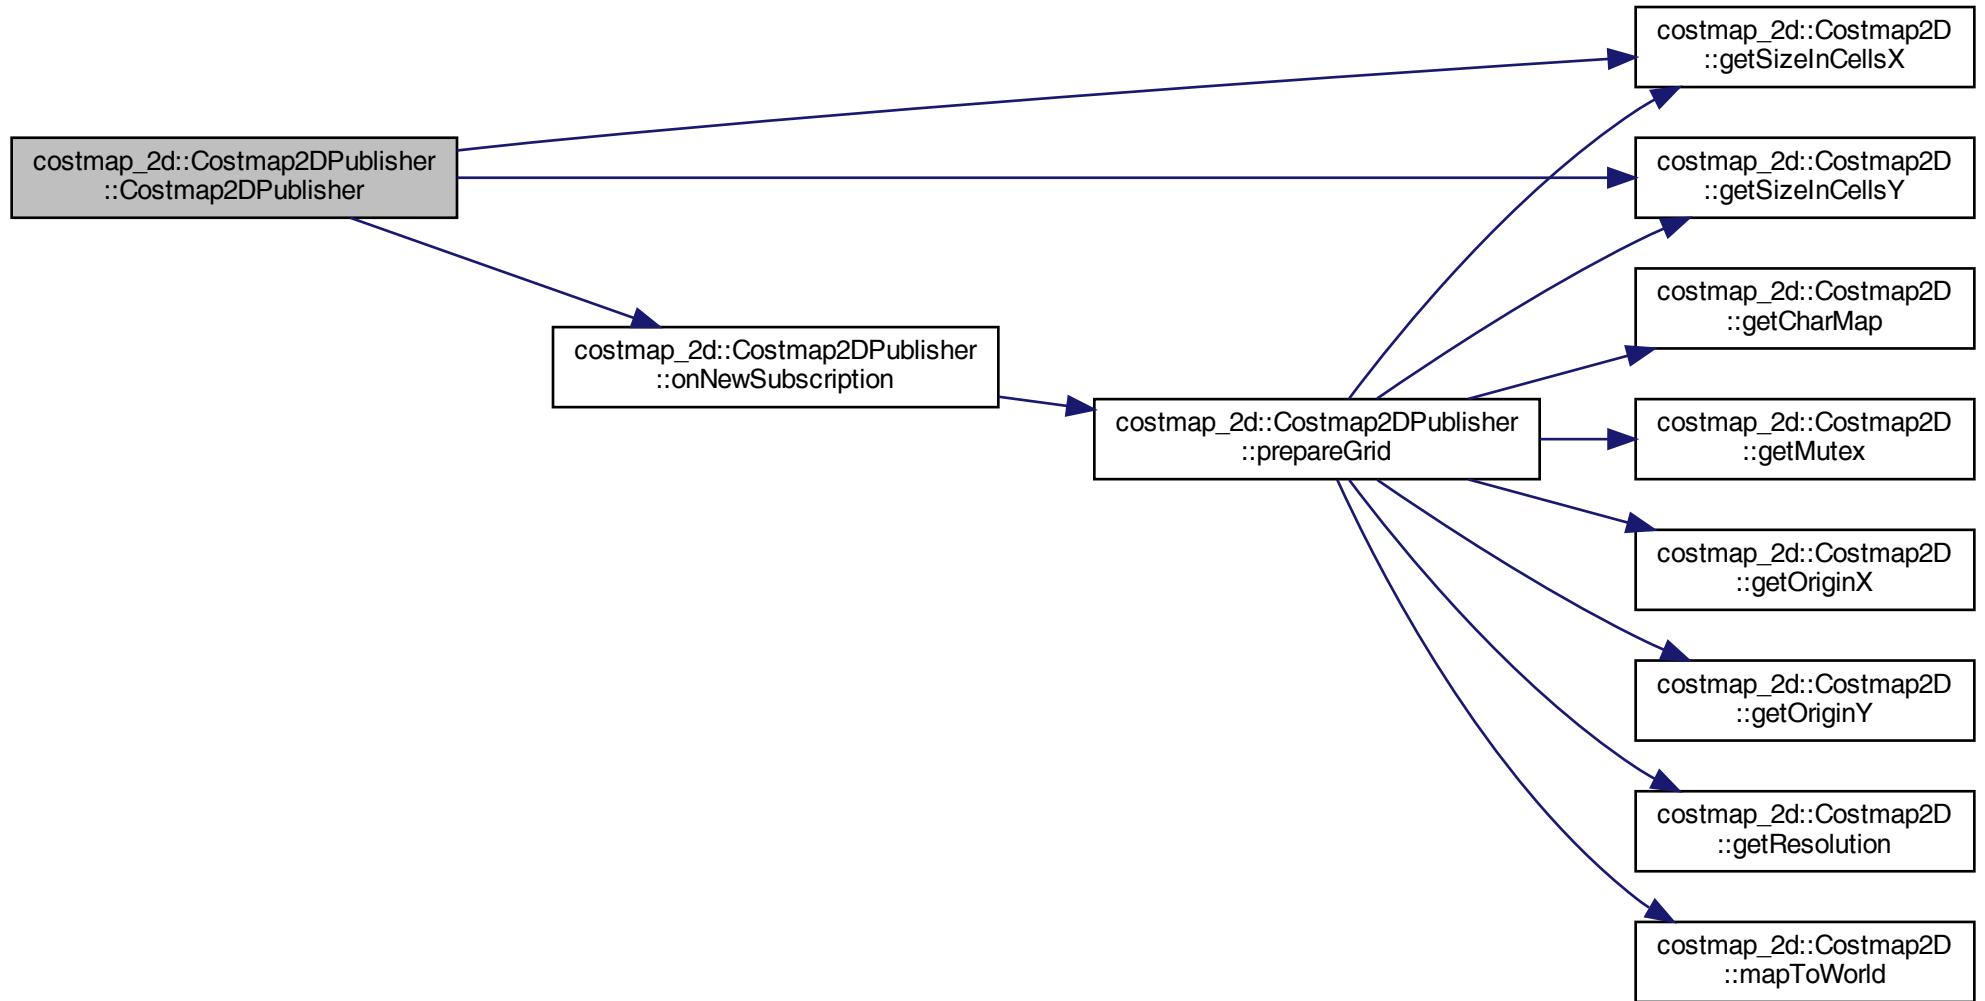 costmap_2d::Costmap2DPublisher
::Costmap2DPublisher
costmap_2d::Costmap2DPublisher
::onNewSubscription
costmap_2d::Costmap2DPublisher
::prepareGrid
costmap_2d::Costmap2D
::getSizeInCellsX
costmap_2d::Costmap2D
::getSizeInCellsY
costmap_2d::Costmap2D
::getCharMap
costmap_2d::Costmap2D
::getMutex
costmap_2d::Costmap2D
::getOriginX
costmap_2d::Costmap2D
::getOriginY
costmap_2d::Costmap2D
::getResolution
costmap_2d::Costmap2D
::mapToWorld